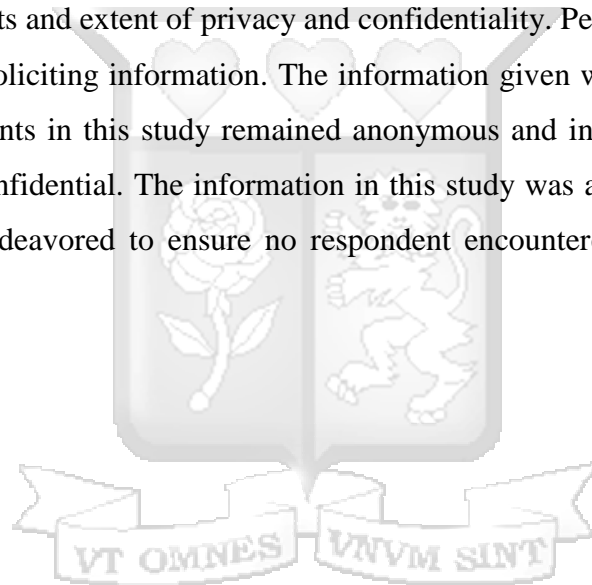 ts and extent of privacy and confidentiality. Pe
oliciting information. The information given w
nts in this study remained anonymous and in
nfidential. The information in this study was a
deavored to ensure no respondent encountere
VT OMNES VNVM SINT